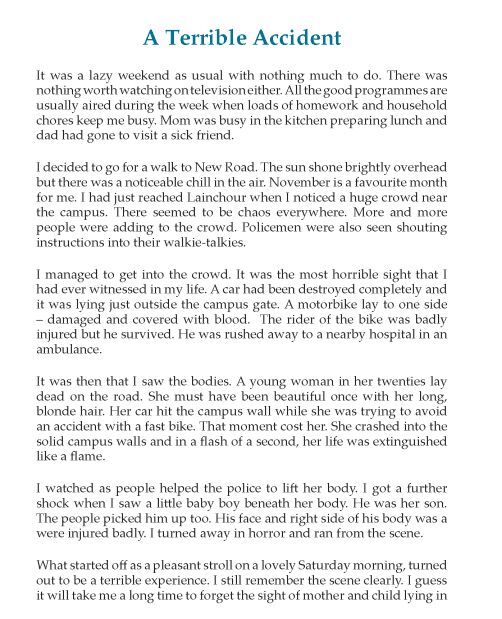 A Terrible Accident
It was a lazy weekend as usual with nothing much to do. There was
nothing worth watching on television either. All the good programmes are
usually aired during the week when loads of homework and household
chores keep me busy. Mom was busy in the kitchen preparing lunch and
dad had gone to visit a sick friend.
I decided to go for a walk to New Road. The sun shone brightly overhead
but there was a noticeable chill in the air. November is a favourite month
for me. I had just reached Lainchour when I noticed a huge crowd near
the campus. There seemed to be chaos everywhere. More and more
people were adding to the crowd. Policemen were also seen shouting
instructions into their walkie-talkies.
I managed to get into the crowd. It was the most horrible sight that I
had ever witnessed in my life. A car had been destroyed completely and
it was lying just outside the campus gate. A motorbike lay to one side
– damaged and covered with blood.  The rider of the bike was badly
injured but he survived. He was rushed away to a nearby hospital in an
ambulance.
It was then that I saw the bodies. A young woman in her twenties lay
dead on the road. She must have been beautiful once with her long,
blonde hair. Her car hit the campus wall while she was trying to avoid
an accident with a fast bike. That moment cost her. She crashed into the
solid campus walls and in a flash of a second, her life was extinguished
like a flame.
I watched as people helped the police to lift her body. I got a further
shock when I saw a little baby boy beneath her body. He was her son.
The people picked him up too. His face and right side of his body was a
were injured badly. I turned away in horror and ran from the scene.
What started off as a pleasant stroll on a lovely Saturday morning, turned
out to be a terrible experience. I still remember the scene clearly. I guess
it will take me a long time to forget the sight of mother and child lying in